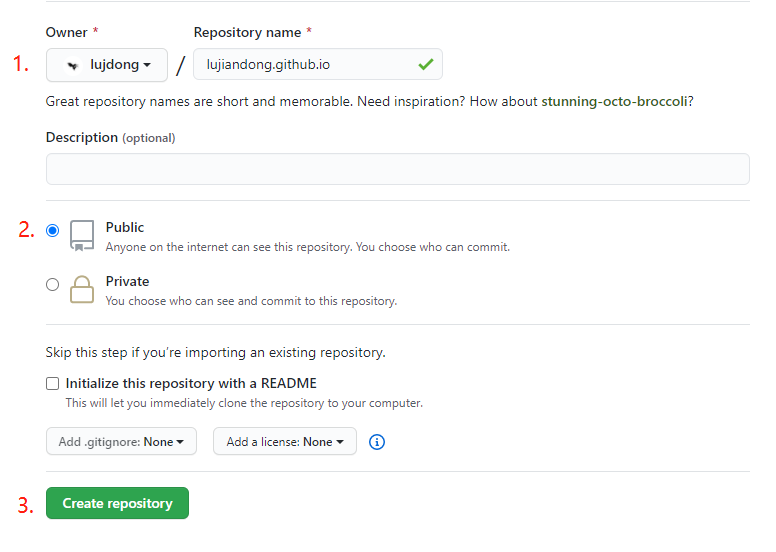 Owner * Repository name *
1. lujdong / lujiandong.github.io
Great repository names are short and memorable. Need inspiration? How about stunning-octo-broccoli?
Description (optional)
2. Public
Anyone on the internet can see this repository. You choose who can commit.
Private
You choose who can see and commit to this repository.
Skip this step if you're importing an existing repository.
Initialize this repository with a README
This will let you immediately clone the repository to your computer.
Add .gitignore: None Add a license: None
3. Create repository